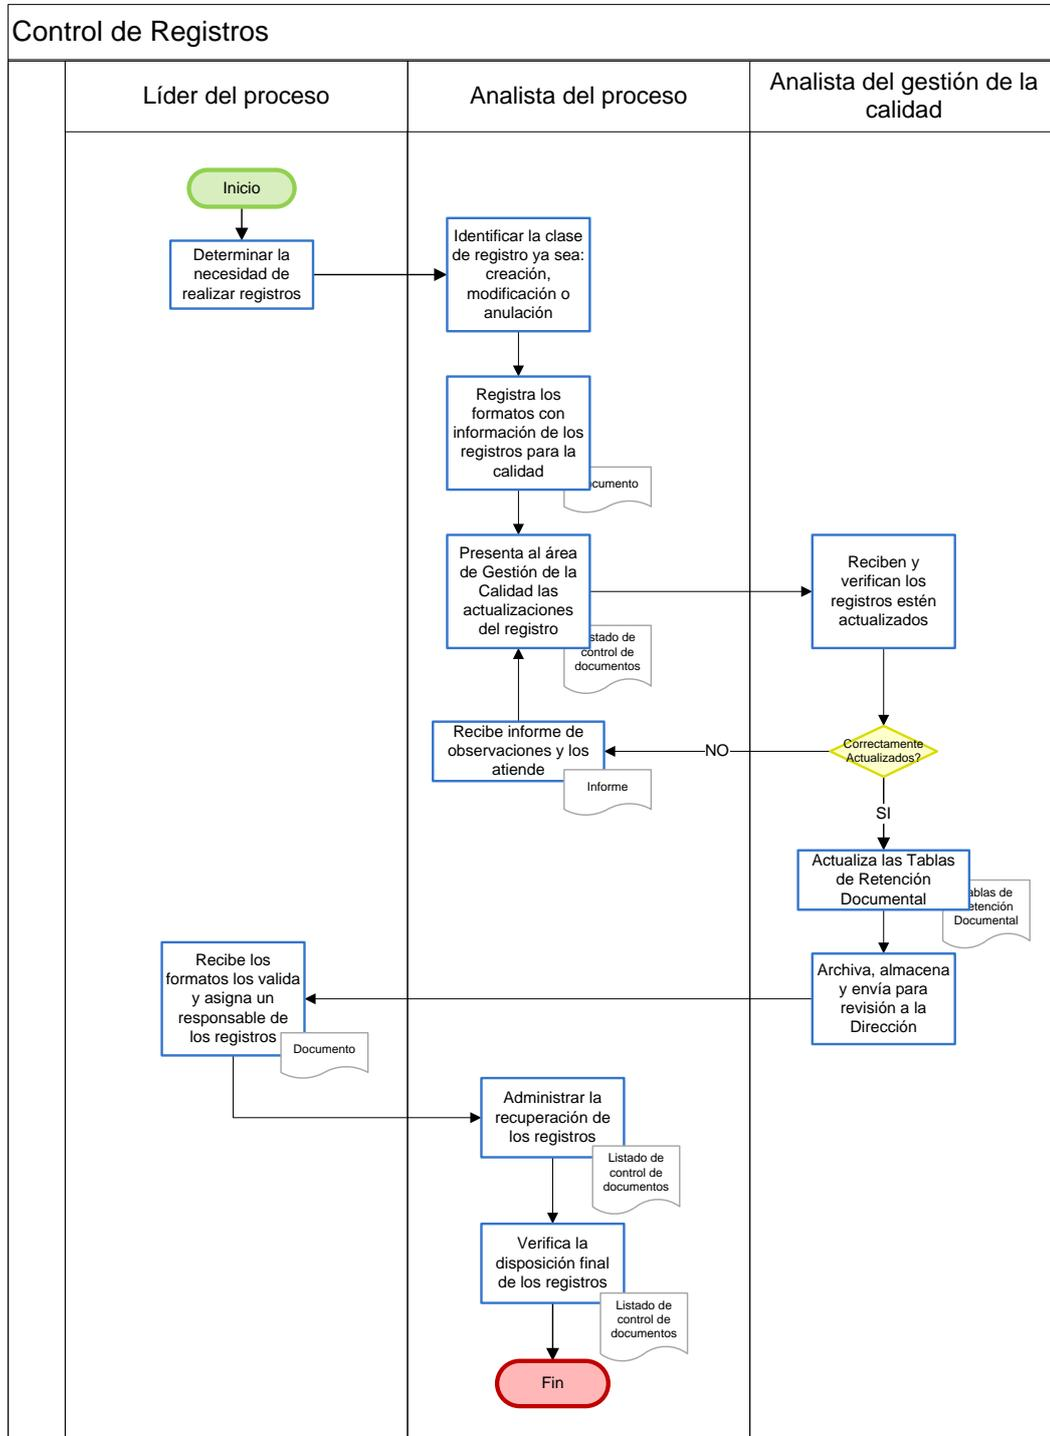 Control de Registros
Líder del proceso
Analista del proceso
Analista del gestión de la
calidad
Inicio
Determinar la
necesidad de
realizar registros
Identificar la clase
de registro ya sea:
creación,
modificación o
anulación
Registra los
formatos con
información de los
registros para la
calidad
cumento
Presenta al área
de Gestión de la
Calidad las
actualizaciones
del registro
stado de
control de
documentos
Reciben y
verifican los
registros estén
actualizados
Recibe informe de
observaciones y los
atiende
Informe
NO
Correctamente
Actualizados?
SI
Actualiza las Tablas
de Retención
Documental
ablas de
etención
Documental
Archiva, almacena
y envía para
revisión a la
Dirección
Recibe los
formatos los valida
y asigna un
responsable de
los registros
Documento
Administrar la
recuperación de
los registros
Listado de
control de
documentos
Verifica la
disposición final
de los registros
Listado de
control de
documentos
Fin